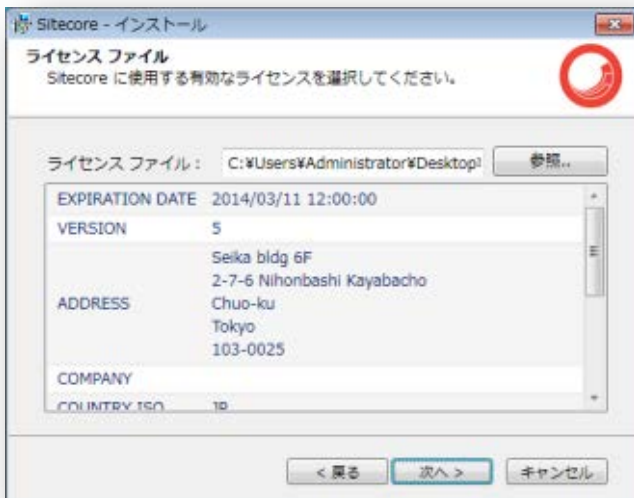 Sitecore - インストール
ライセンス ファイル
Sitecore に使用する有効なライセンスを選択してください。
ライセンス ファイル： C:¥Users¥Administrator¥Desktop¥ 参照..
EXPIRATION DATE 2014/03/11 12:00:00
VERSION 5
ADDRESS Seika bldg 6F
2-7-6 Nihonbashi Kayabacho
Chuo-ku
Tokyo
103-0025
COMPANY
COUNTRY ISO JP
< 戻る 次へ > キャンセル